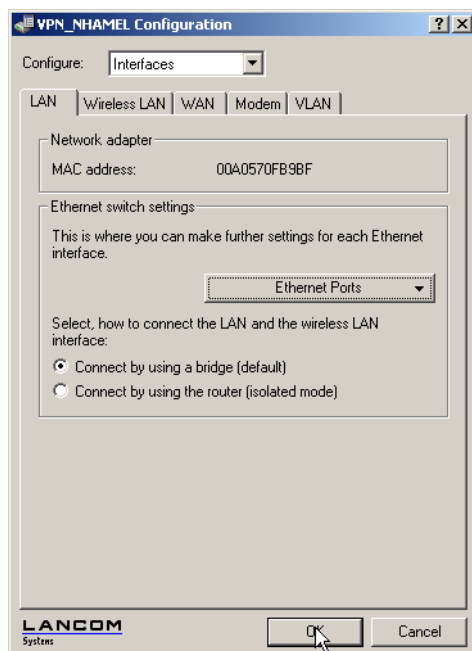 VPN_NHAMEL Configuration
Configure: Interfaces
LAN Wireless LAN WAN Modem VLAN
Network adapter
MAC address: 00A0570FB9BF
Ethernet switch settings
This is where you can make further settings for each Ethernet
interface.
Ethernet Ports
Select, how to connect the LAN and the wireless LAN
interface:
Connect by using a bridge (default)
Connect by using the router (isolated mode)
LANCOM
Systems
OK Cancel